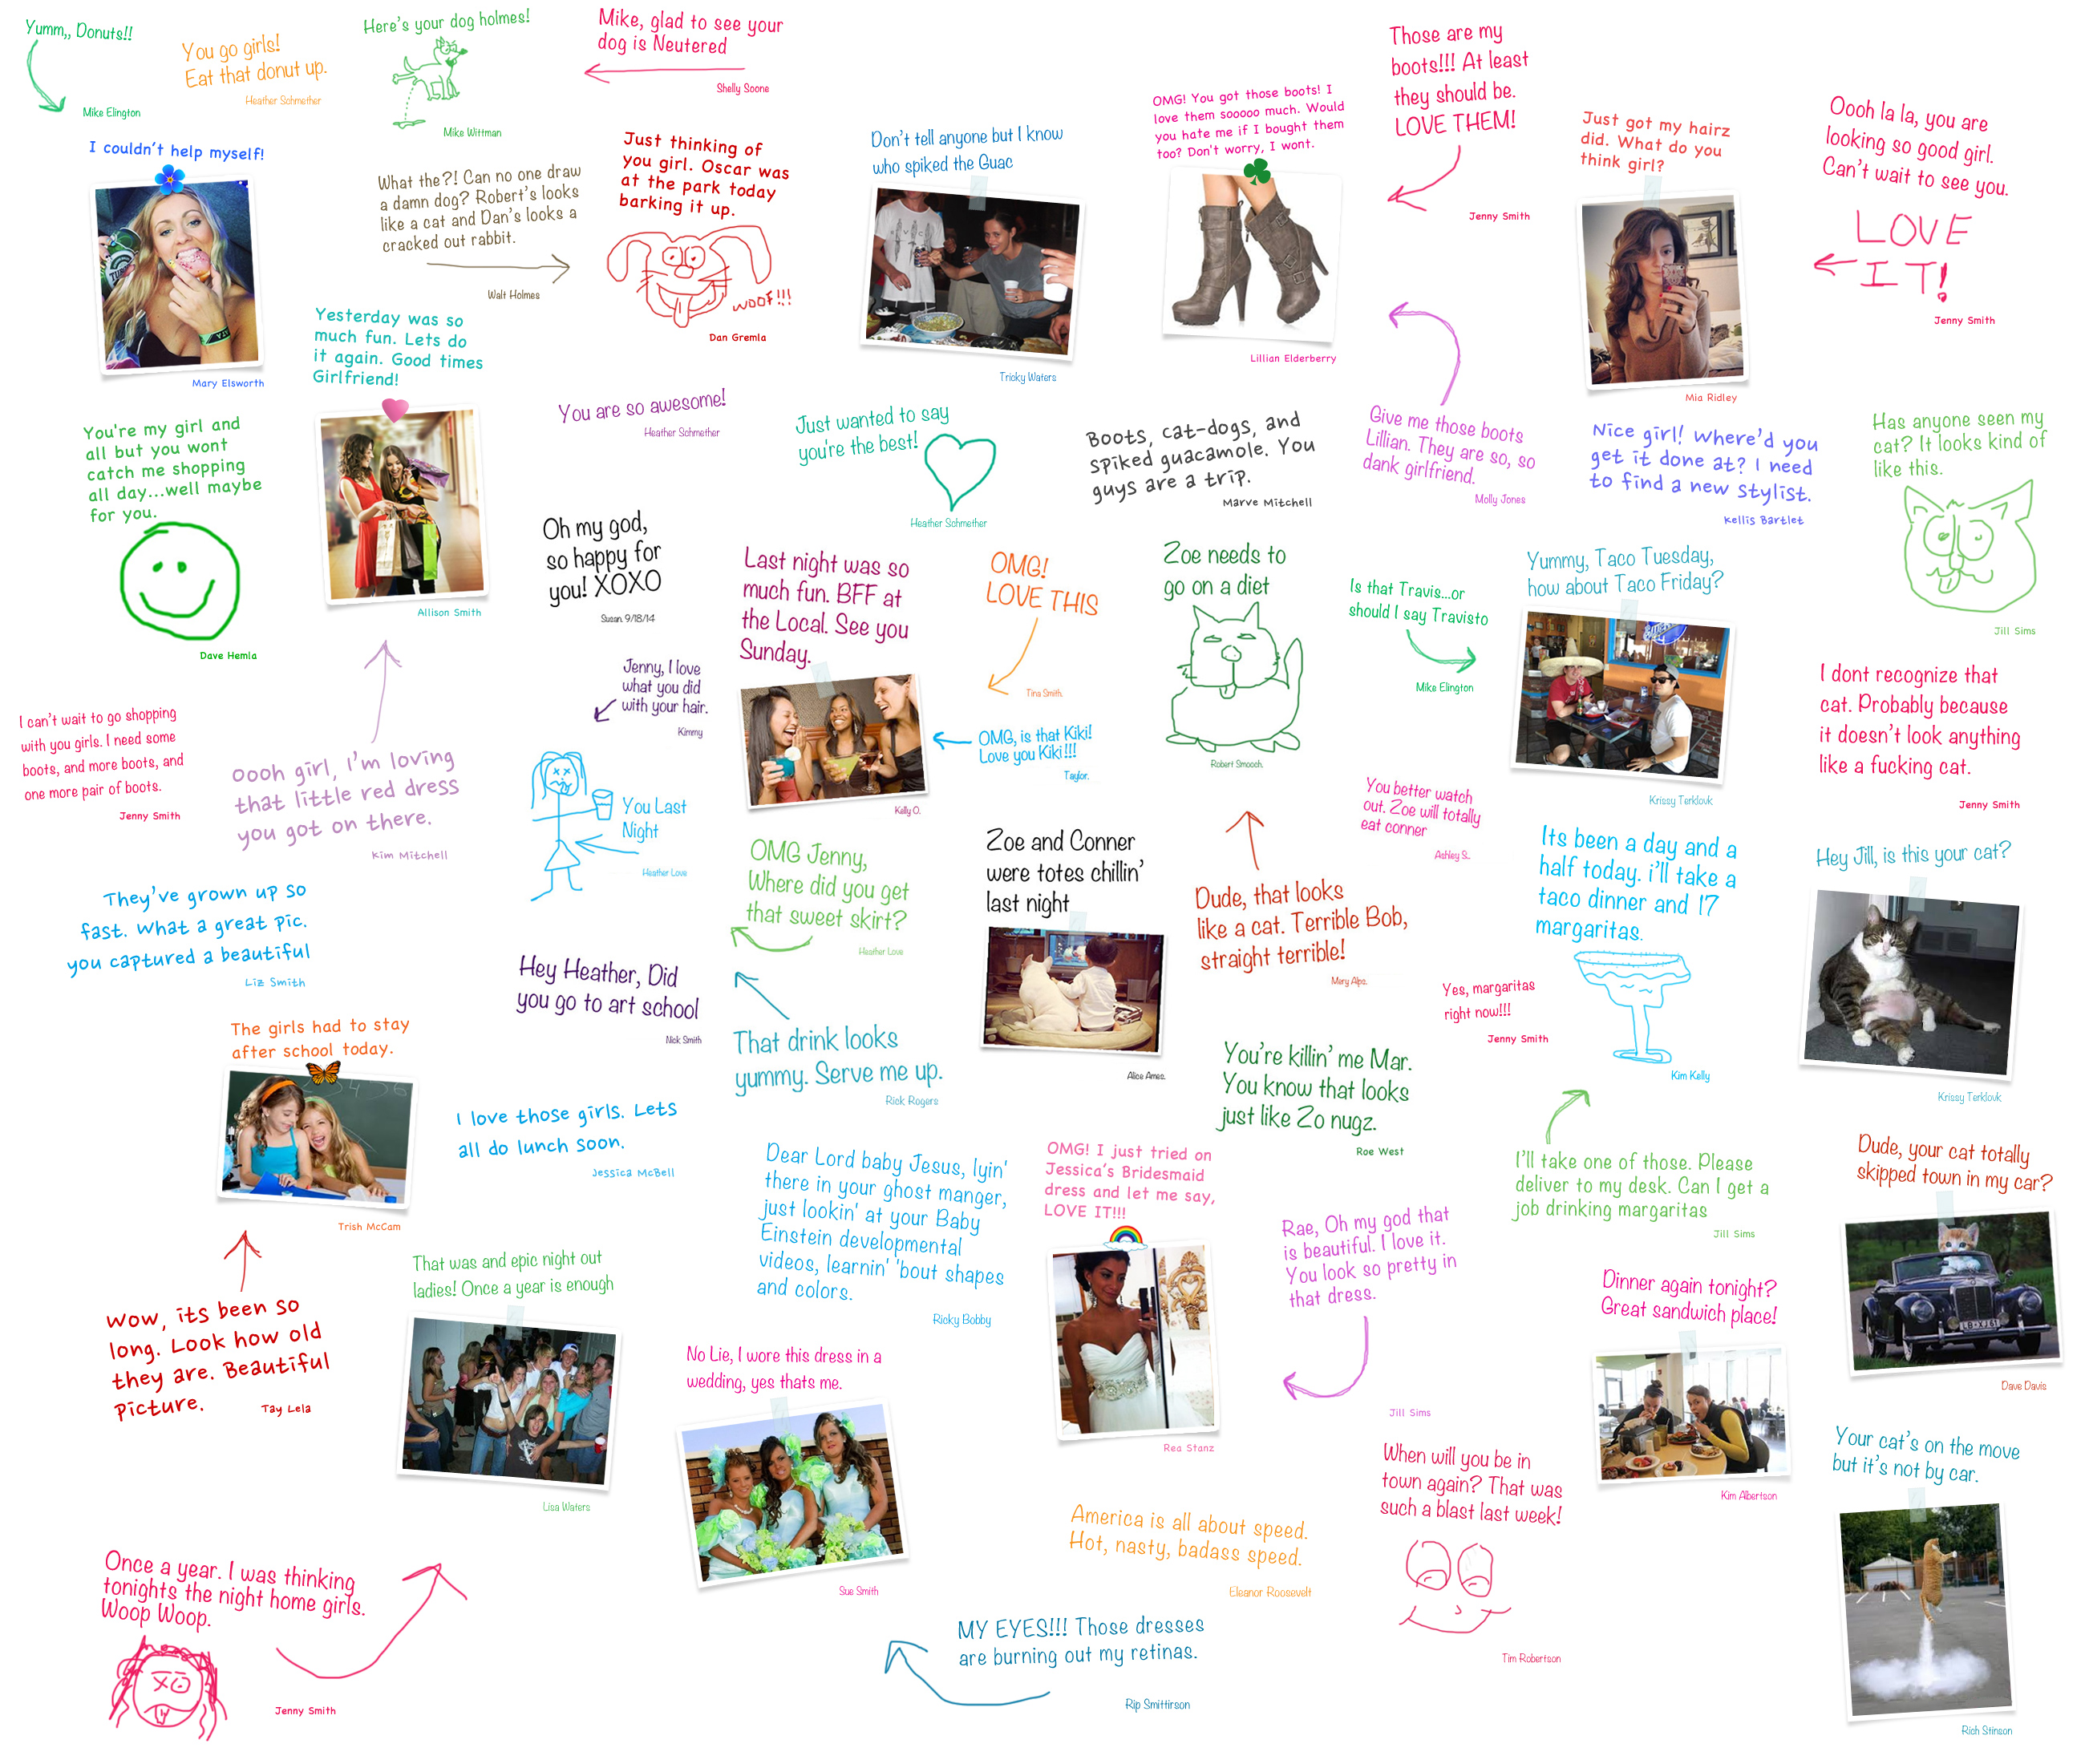 Yumm,, Donuts!!
Mike Elington
You go girls!
Eat that donut up.
Heather Schmether
Here's your dog holmes!
Mike Wittman
Mike, glad to see your
dog is Neutered
Shelly Soone
I couldn't help myself!
Mary Elsworth
What the?! Can no one draw
a damn dog? Robert's looks
like a cat and Dan's looks a
cracked out rabbit.
Walt Holmes
Just thinking of
you girl. Oscar was
at the park today
barking it up.
WOOF!!!
Dan Gremla
Don't tell anyone but I know
who spiked the Guac
Tricky Waters
OMG! You got those boots! I
love them sooooo much. Would
you hate me if I bought them
too? Don't worry, I wont.
Lillian Elderberry
Those are my
boots!!! At least
they should be.
LOVE THEM!
Jenny Smith
Just got my hairz
did. What do you
think girl?
Mia Ridley
Oooh la la, you are
looking so good girl.
Can't wait to see you.
LOVE
IT!
Jenny Smith
Yesterday was so
much fun. Lets do
it again. Good times
Girlfriend!
Allison Smith
You're my girl and
all but you wont
catch me shopping
all day...well maybe
for you.
Dave Hemla
You are so awesome!
Heather Schmether
Just wanted to say
you're the best!
Heather Schmether
Boots, cat-dogs, and
spiked guacamole. You
guys are a trip.
Marve Mitchell
Give me those boots
Lillian. They are so, so
dank girlfriend.
Molly Jones
Nice girl! Where'd you
get it done at? I need
to find a new stylist.
Kellis Bartlet
Has anyone seen my
cat? It looks kind of
like this.
Jill Sims
Oh my god,
so happy for
you! XOXO
Susan 9/18/14
Last night was so
much fun. BFF at
the Local. See you
Sunday.
Kelly O.
OMG!
LOVE THIS
Tina Smith.
Zoe needs to
go on a diet
Robert Smooch.
Is that Travis...or
should I say Travisto
Mike Elington
Yummy, Taco Tuesday,
how about Taco Friday?
Krissy Terklovk
I dont recognize that
cat. Probably because
it doesn't look anything
like a fucking cat.
Jenny Smith
I can't wait to go shopping
with you girls. I need some
boots, and more boots, and
one more pair of boots.
Jenny Smith
Oooh girl, I'm loving
that little red dress
you got on there.
Kim Mitchell
Jenny, I love
what you did
with your hair.
Kimmy
OMG, is that Kiki!
Love you Kiki!!!
Taylor.
You Last
Night
Heather Love
You better watch
out. Zoe will totally
eat conner
Ashley S.
OMG Jenny,
Where did you get
that sweet skirt?
Heather Love
Zoe and Conner
were totes chillin'
last night
Alice Ames.
Dude, that looks
like a cat. Terrible Bob,
straight terrible!
Mery Alps.
Its been a day and a
half today. i'll take a
taco dinner and 17
margaritas.
Kim Kelly
Hey Jill, is this your cat?
Krissy Terklovk
They've grown up so
fast. What a great pic.
you captured a beautiful
Liz Smith
Hey Heather, Did
you go to art school
Nick Smith
Yes, margaritas
right now!!!
Jenny Smith
The girls had to stay
after school today.
3 4 5 6
Trish McCam
That drink looks
yummy. Serve me up.
Rick Rogers
You're killin' me Mar.
You know that looks
just like Zo nugz.
Roe West
I love those girls. Lets
all do lunch soon.
Jessica McBell
Dear Lord baby Jesus, lyin'
there in your ghost manger,
just lookin' at your Baby
Einstein developmental
videos, learnin' 'bout shapes
and colors.
Ricky Bobby
OMG! I just tried on
Jessica's Bridesmaid
dress and let me say,
LOVE IT!!!
Rea Stanz
I'll take one of those. Please
deliver to my desk. Can I get a
job drinking margaritas
Jill Sims
Dude, your cat totally
skipped town in my car?
LB-XJ61
Dave Davis
Rae, Oh my god that
is beautiful. I love it.
You look so pretty in
that dress.
Jill Sims
Wow, its been so
long. Look how old
they are. Beautiful
Picture.
Tay Lela
That was and epic night out
ladies! Once a year is enough
Lisa Waters
Dinner again tonight?
Great sandwich place!
Kim Albertson
No Lie, I wore this dress in a
wedding, yes thats me.
Sue Smith
When will you be in
town again? That was
such a blast last week!
Tim Robertson
Your cat's on the move
but it's not by car.
Rich Stinson
America is all about speed.
Hot, nasty, badass speed.
Eleanor Roosevelt
Once a year. I was thinking
tonights the night home girls.
Woop Woop.
Jenny Smith
MY EYES!!! Those dresses
are burning out my retinas.
Rip Smittirson